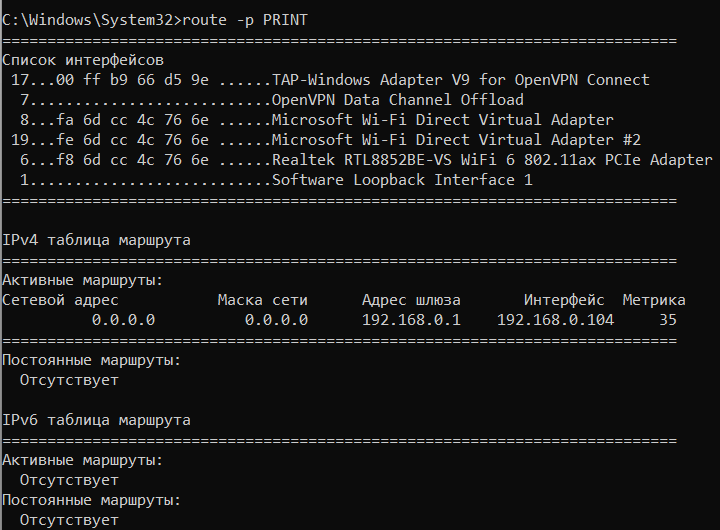 C:\Windows\System32>route -p PRINT
===========================================================================
Список интерфейсов
 17...00 ff b9 66 d5 9e ......TAP-Windows Adapter V9 for OpenVPN Connect
  7...........................OpenVPN Data Channel Offload
  8...fa 6d cc 4c 76 6e ......Microsoft Wi-Fi Direct Virtual Adapter
 19...fe 6d cc 4c 76 6e ......Microsoft Wi-Fi Direct Virtual Adapter #2
  6...f8 6d cc 4c 76 6e ......Realtek RTL8852BE-VS WiFi 6 802.11ax PCIe Adapter
  1...........................Software Loopback Interface 1
===========================================================================
IPv4 таблица маршрута
===========================================================================
Активные маршруты:
Сетевой адрес           Маска сети      Адрес шлюза       Интерфейс  Метрика
          0.0.0.0          0.0.0.0      192.168.0.1    192.168.0.104     35
===========================================================================
Постоянные маршруты:
  Отсутствует
IPv6 таблица маршрута
===========================================================================
Активные маршруты:
  Отсутствует
Постоянные маршруты:
  Отсутствует